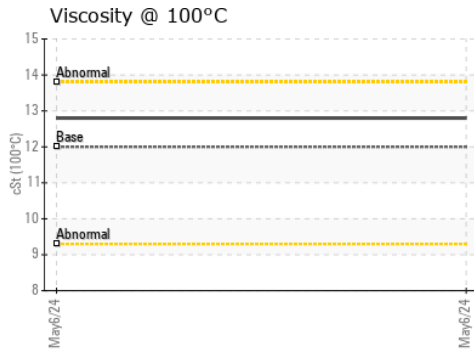 Viscosity @ 100°C
cSt (100°C)
15
14
13
12
11
10
9
8
Abnormal
Base
Abnormal
May6/24
May6/24